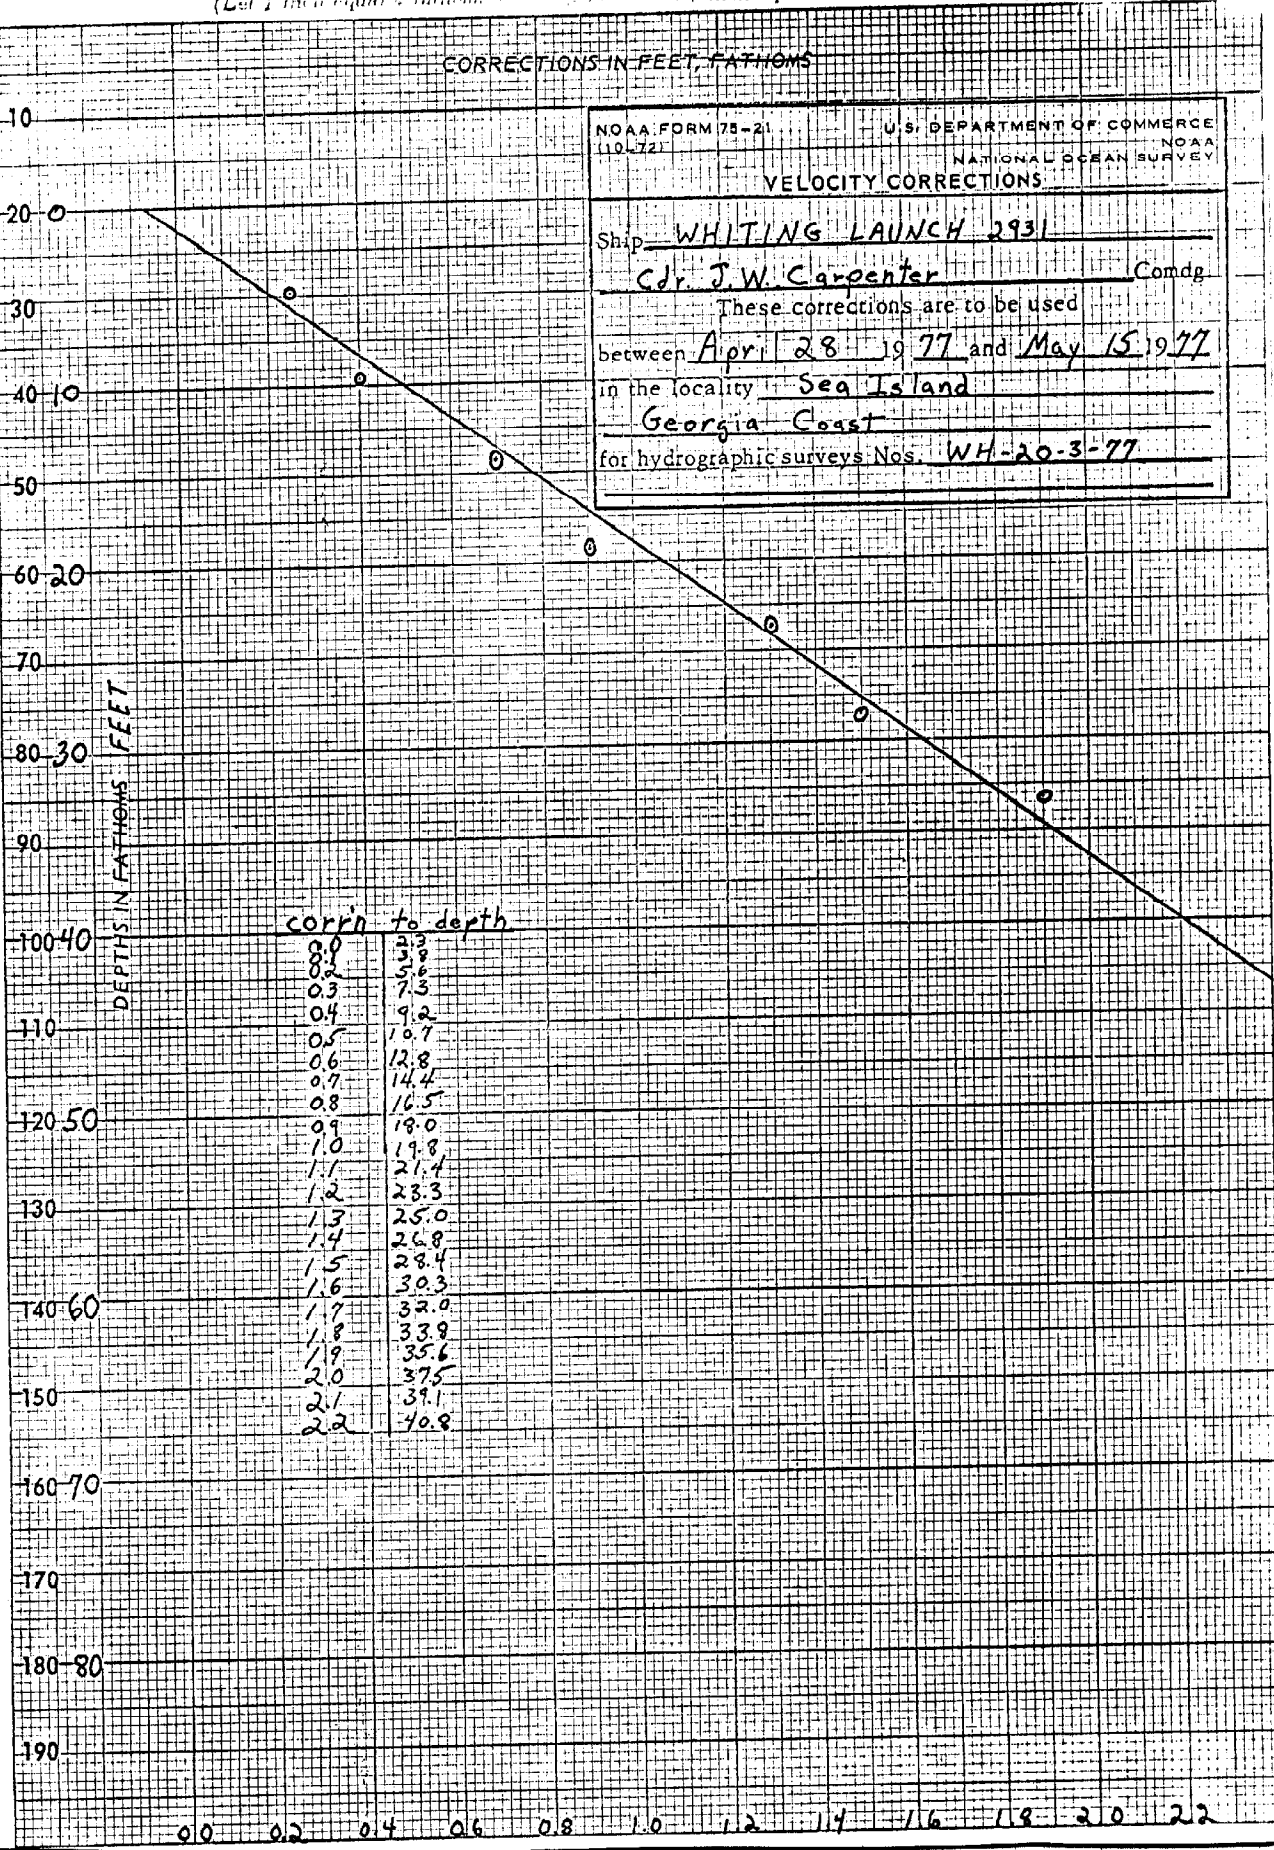 CORRECTIONS IN FEET, FATHOMS
NOAA FORM 75-21 U.S. DEPARTMENT OF COMMERCE
(10-72) NOAA
NATIONAL OCEAN SURVEY
VELOCITY CORRECTIONS
Ship WHITING LAUNCH 2931
Cdr. J.W. Carpenter Comdg.
These corrections are to be used
between April 28 1977 and May 15 1977
in the locality Sea Island
Georgia Coast
for hydrographic surveys Nos. WH-20-3-77
10
20 0
30
40 10
50
60 20
70
80 30
90
100 40
110
120 50
130
140 60
150
160 70
170
180 80
190
DEPTHS IN FATHOMS FEET
corr'n to depth
0.0 2.3
0.1 3.8
0.2 5.6
0.3 7.3
0.4 9.2
0.5 10.7
0.6 12.8
0.7 14.4
0.8 16.5
0.9 18.0
1.0 19.8
1.1 21.4
1.2 23.3
1.3 25.0
1.4 26.8
1.5 28.4
1.6 30.3
1.7 32.0
1.8 33.8
1.9 35.6
2.0 37.5
2.1 39.1
2.2 40.8
0.0 0.2 0.4 0.6 0.8 1.0 1.2 1.4 1.6 1.8 2.0 2.2